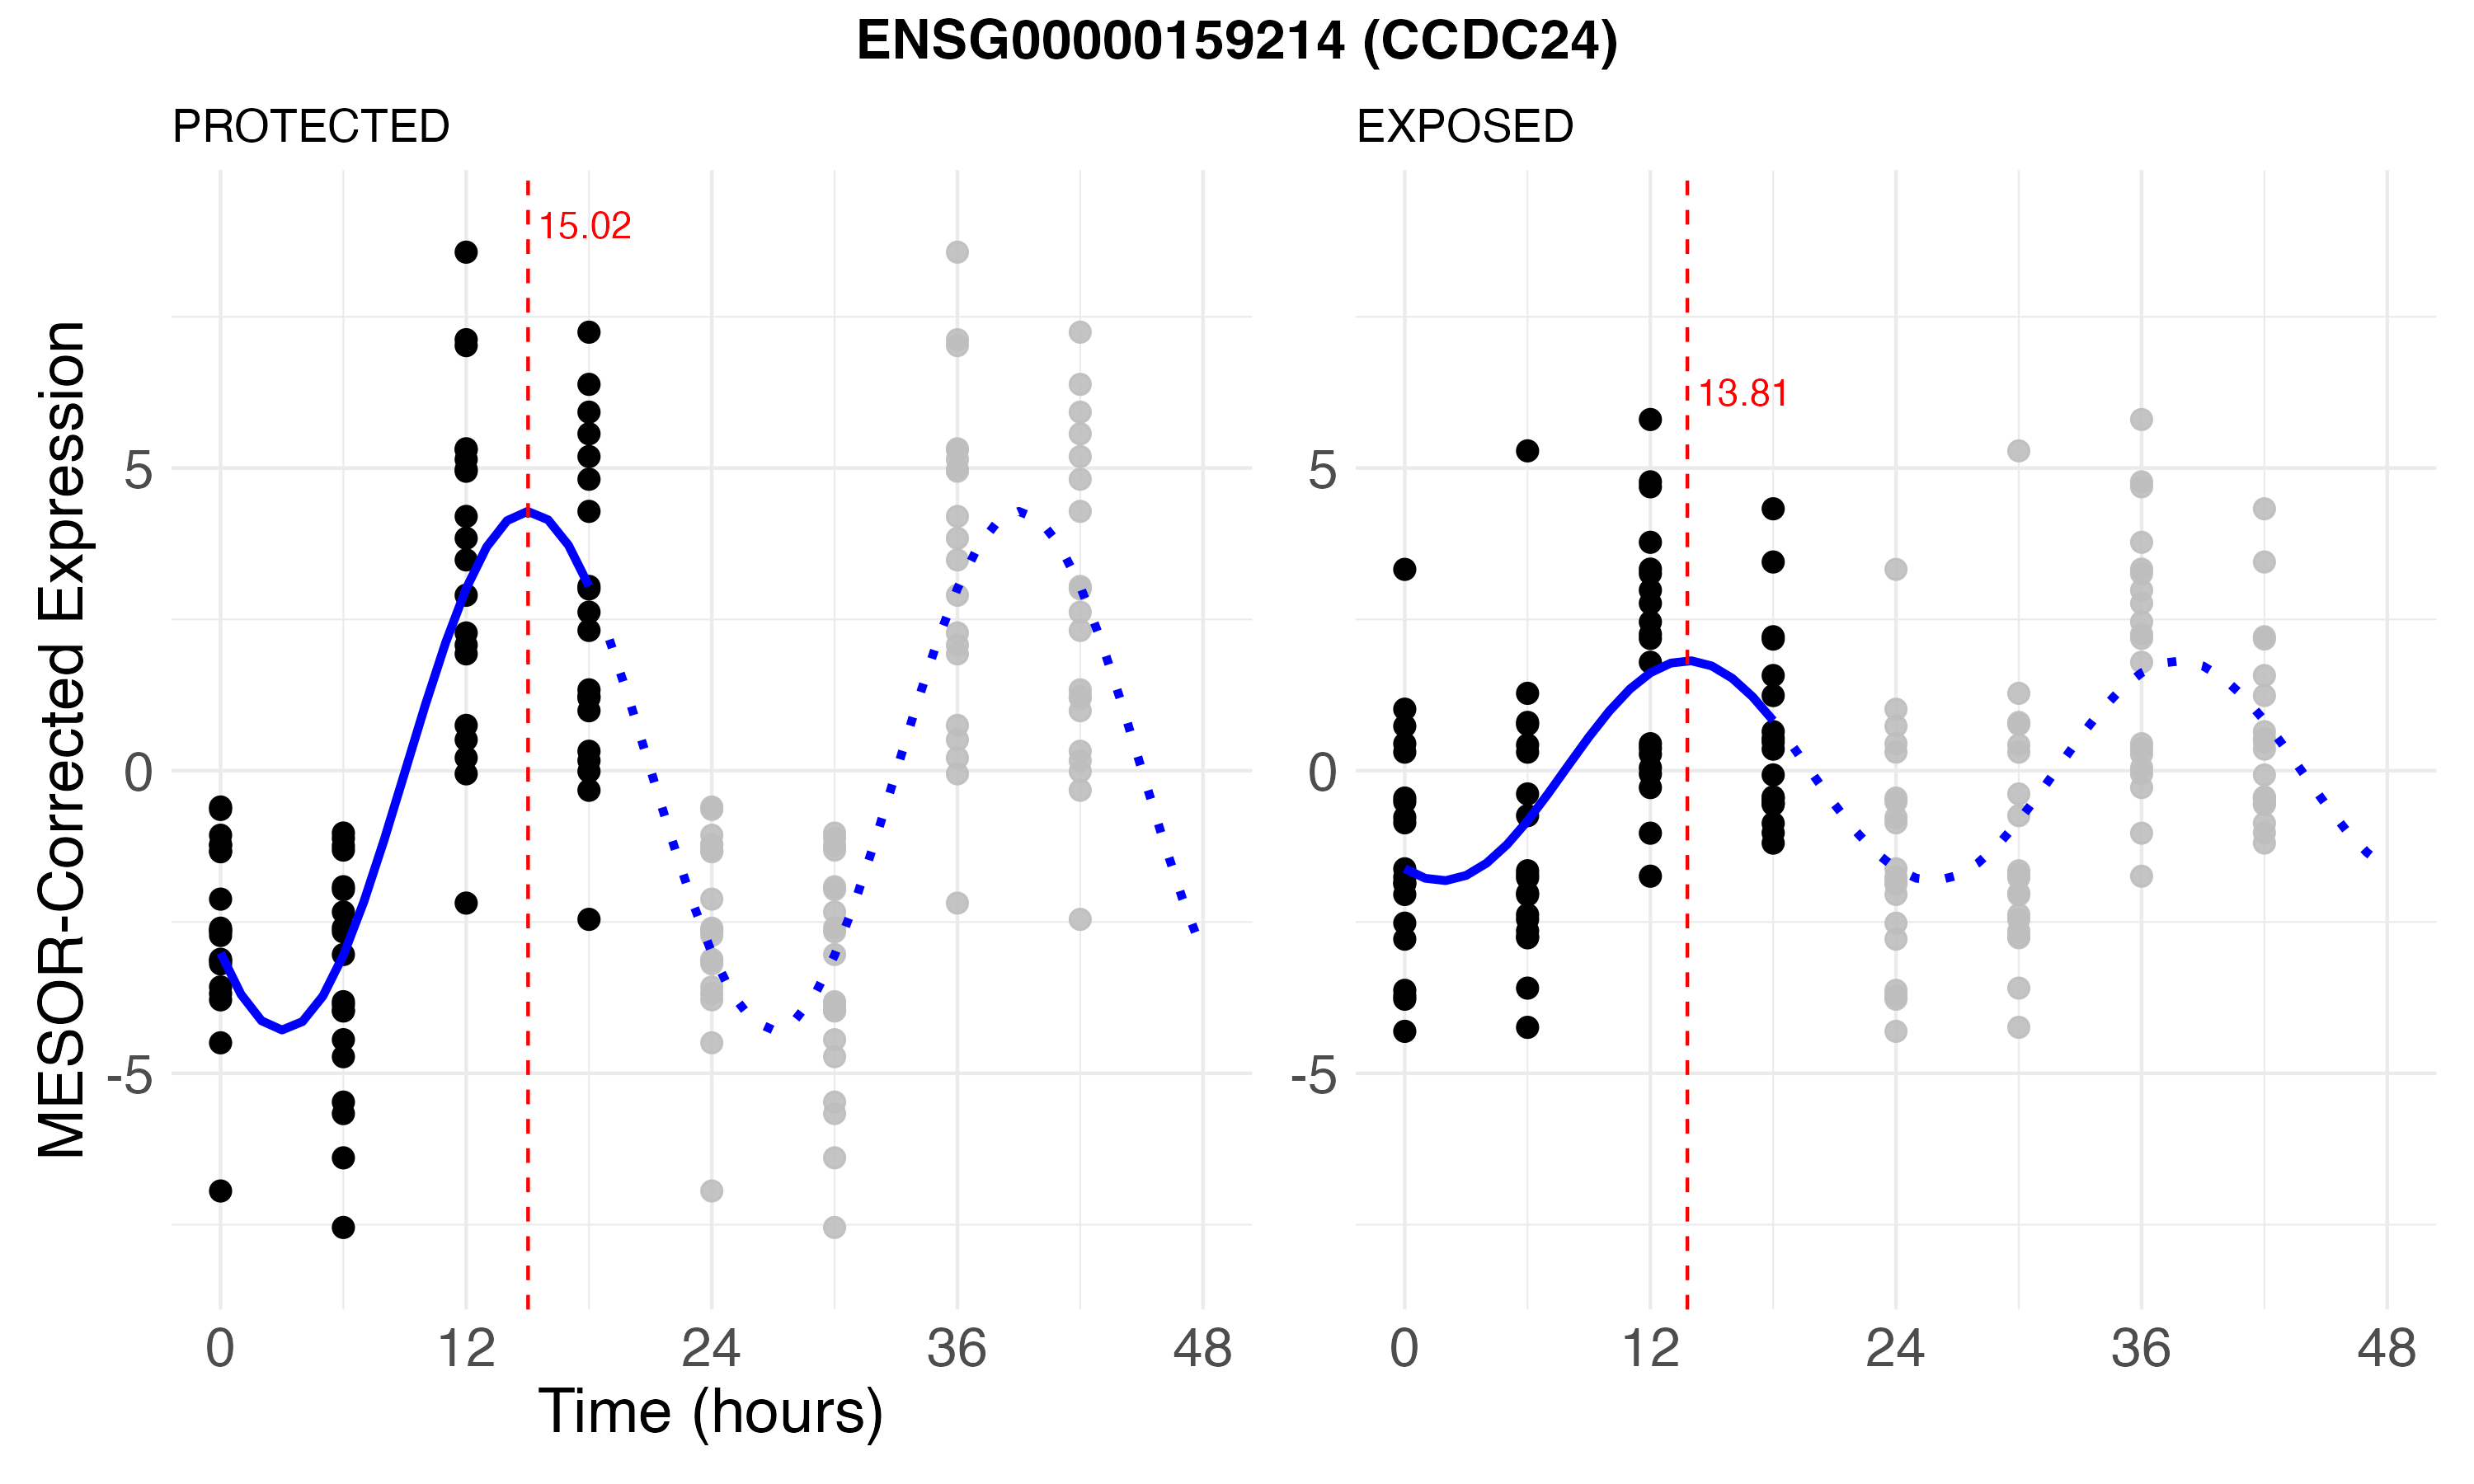 ENSG00000159214 (CCDC24)
PROTECTED
EXPOSED
15.02
13.81
MESOR-Corrected Expression
5
0
-5
5
0
-5
0 12 24 36 48
0 12 24 36 48
Time (hours)